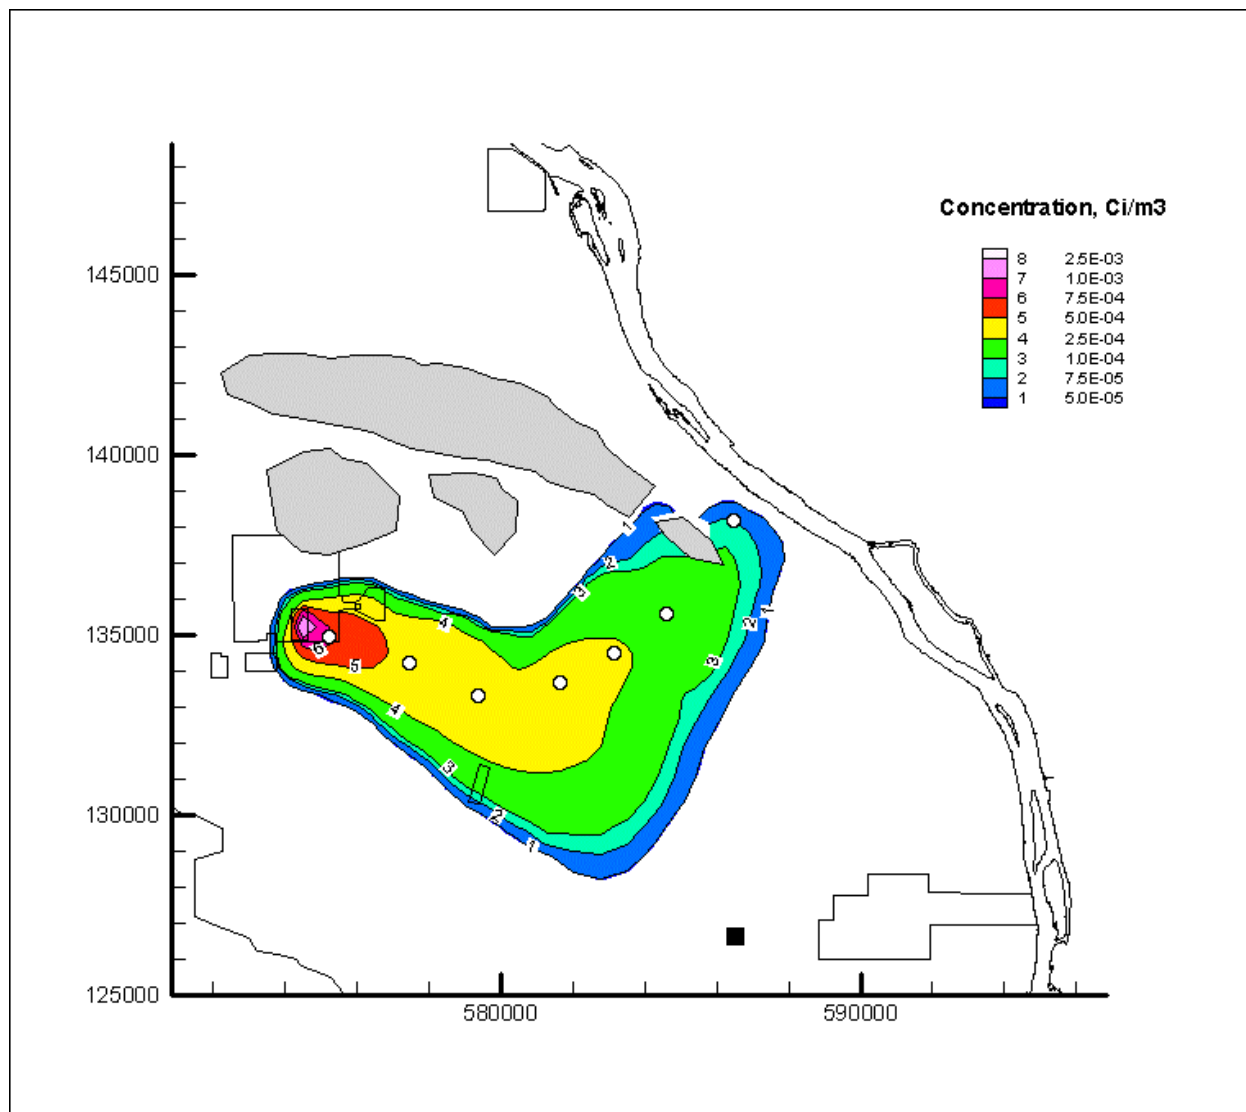 Concentration, Ci/m3
8 2.5E-03
7 1.0E-03
6 7.5E-04
5 5.0E-04
4 2.5E-04
3 1.0E-04
2 7.5E-05
1 5.0E-05
145000
140000
135000
130000
125000
580000
590000
1
2
3
4
6
5
4
3
2
1
1
2
3